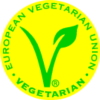 · EUROPEAN VEGETARIAN UNION ·
®
VEGETARIAN